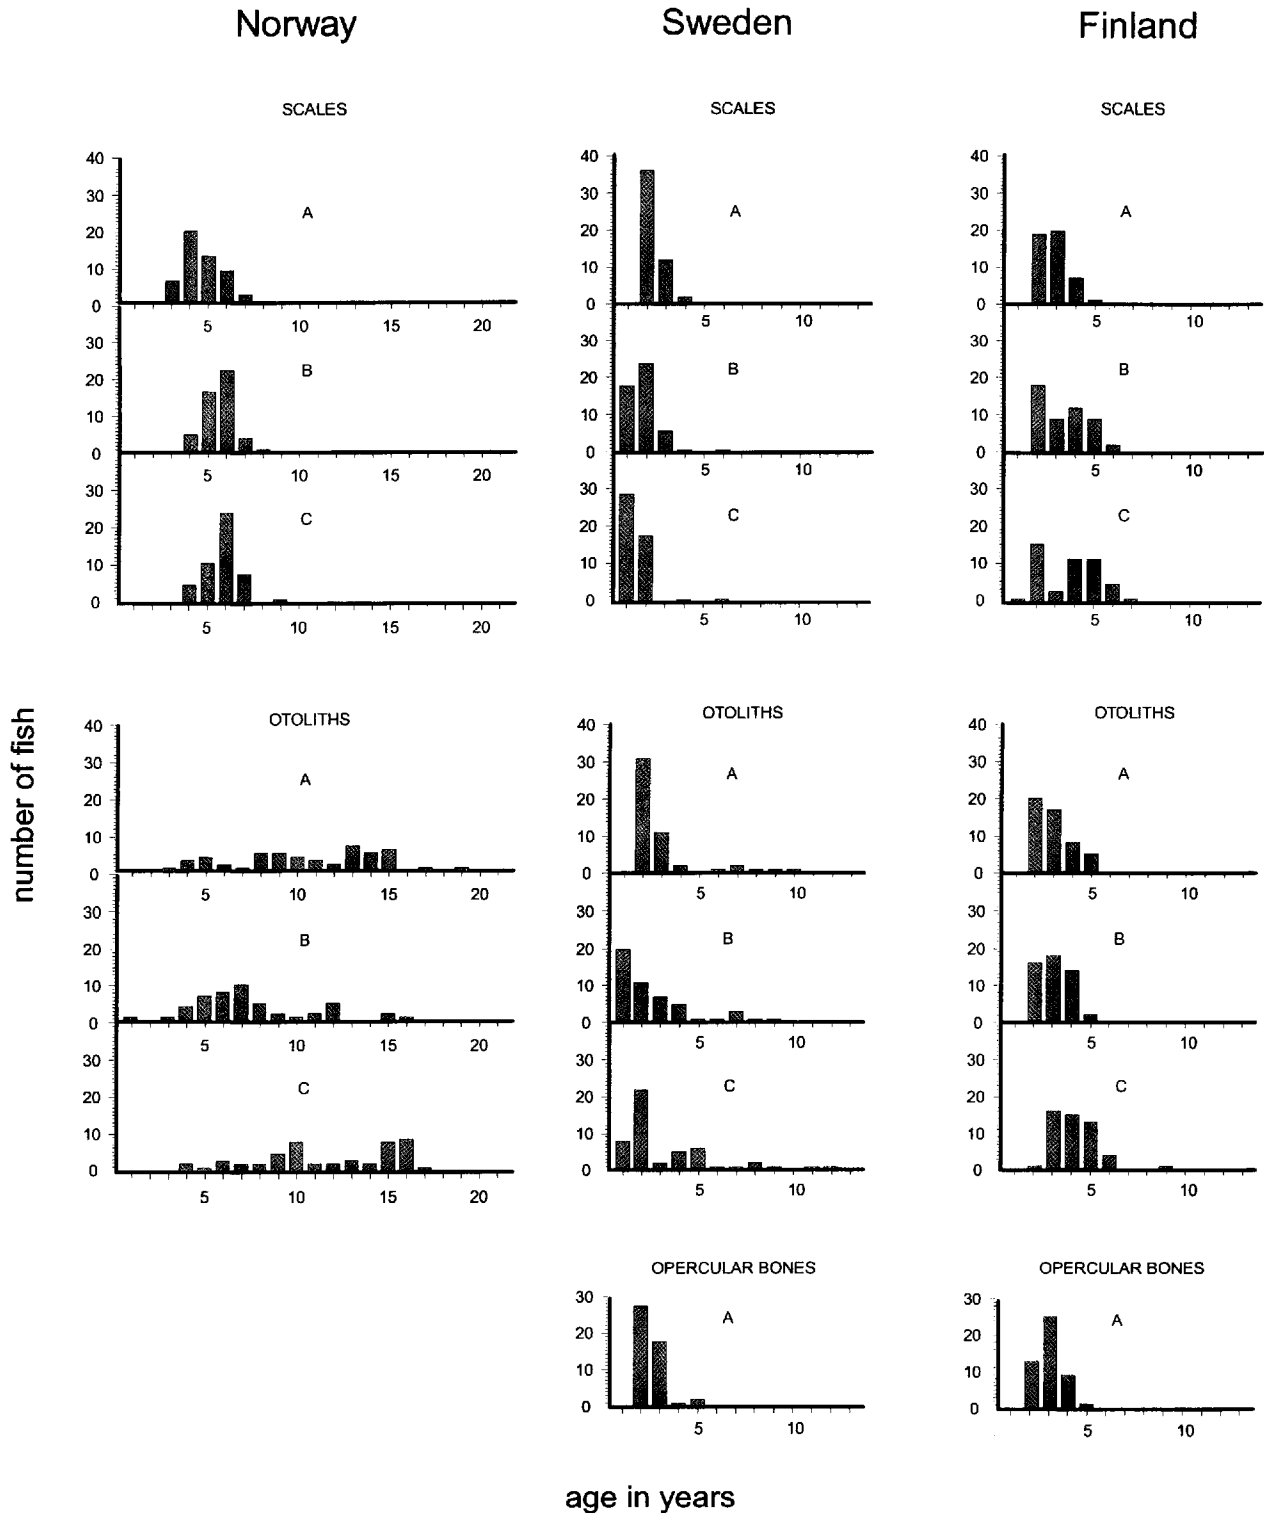 Norway Sweden Finland
SCALES SCALES SCALES
40 40 40
30 30 30
A A A
20 20 20
10 10 10
0 0 0
5 10 15 20 5 10 5 10
30 30 30
B B B
20 20 20
10 10 10
0 0 0
5 10 15 20 5 10 5 10
30 30 30
C C C
20 20 20
10 10 10
0 0 0
5 10 15 20 5 10 5 10
number of fish
OTOLITHS OTOLITHS OTOLITHS
40 40 40
30 30 30
A A A
20 20 20
10 10 10
0 0 0
5 10 15 20 5 10 5 10
30 30 30
B B B
20 20 20
10 10 10
0 0 0
5 10 15 20 5 10 5 10
30 30 30
C C C
20 20 20
10 10 10
0 0 0
5 10 15 20 5 10 5 10
OPERCULAR BONES OPERCULAR BONES
30 30
A A
20 20
10 10
0 0
5 10 5 10
age in years